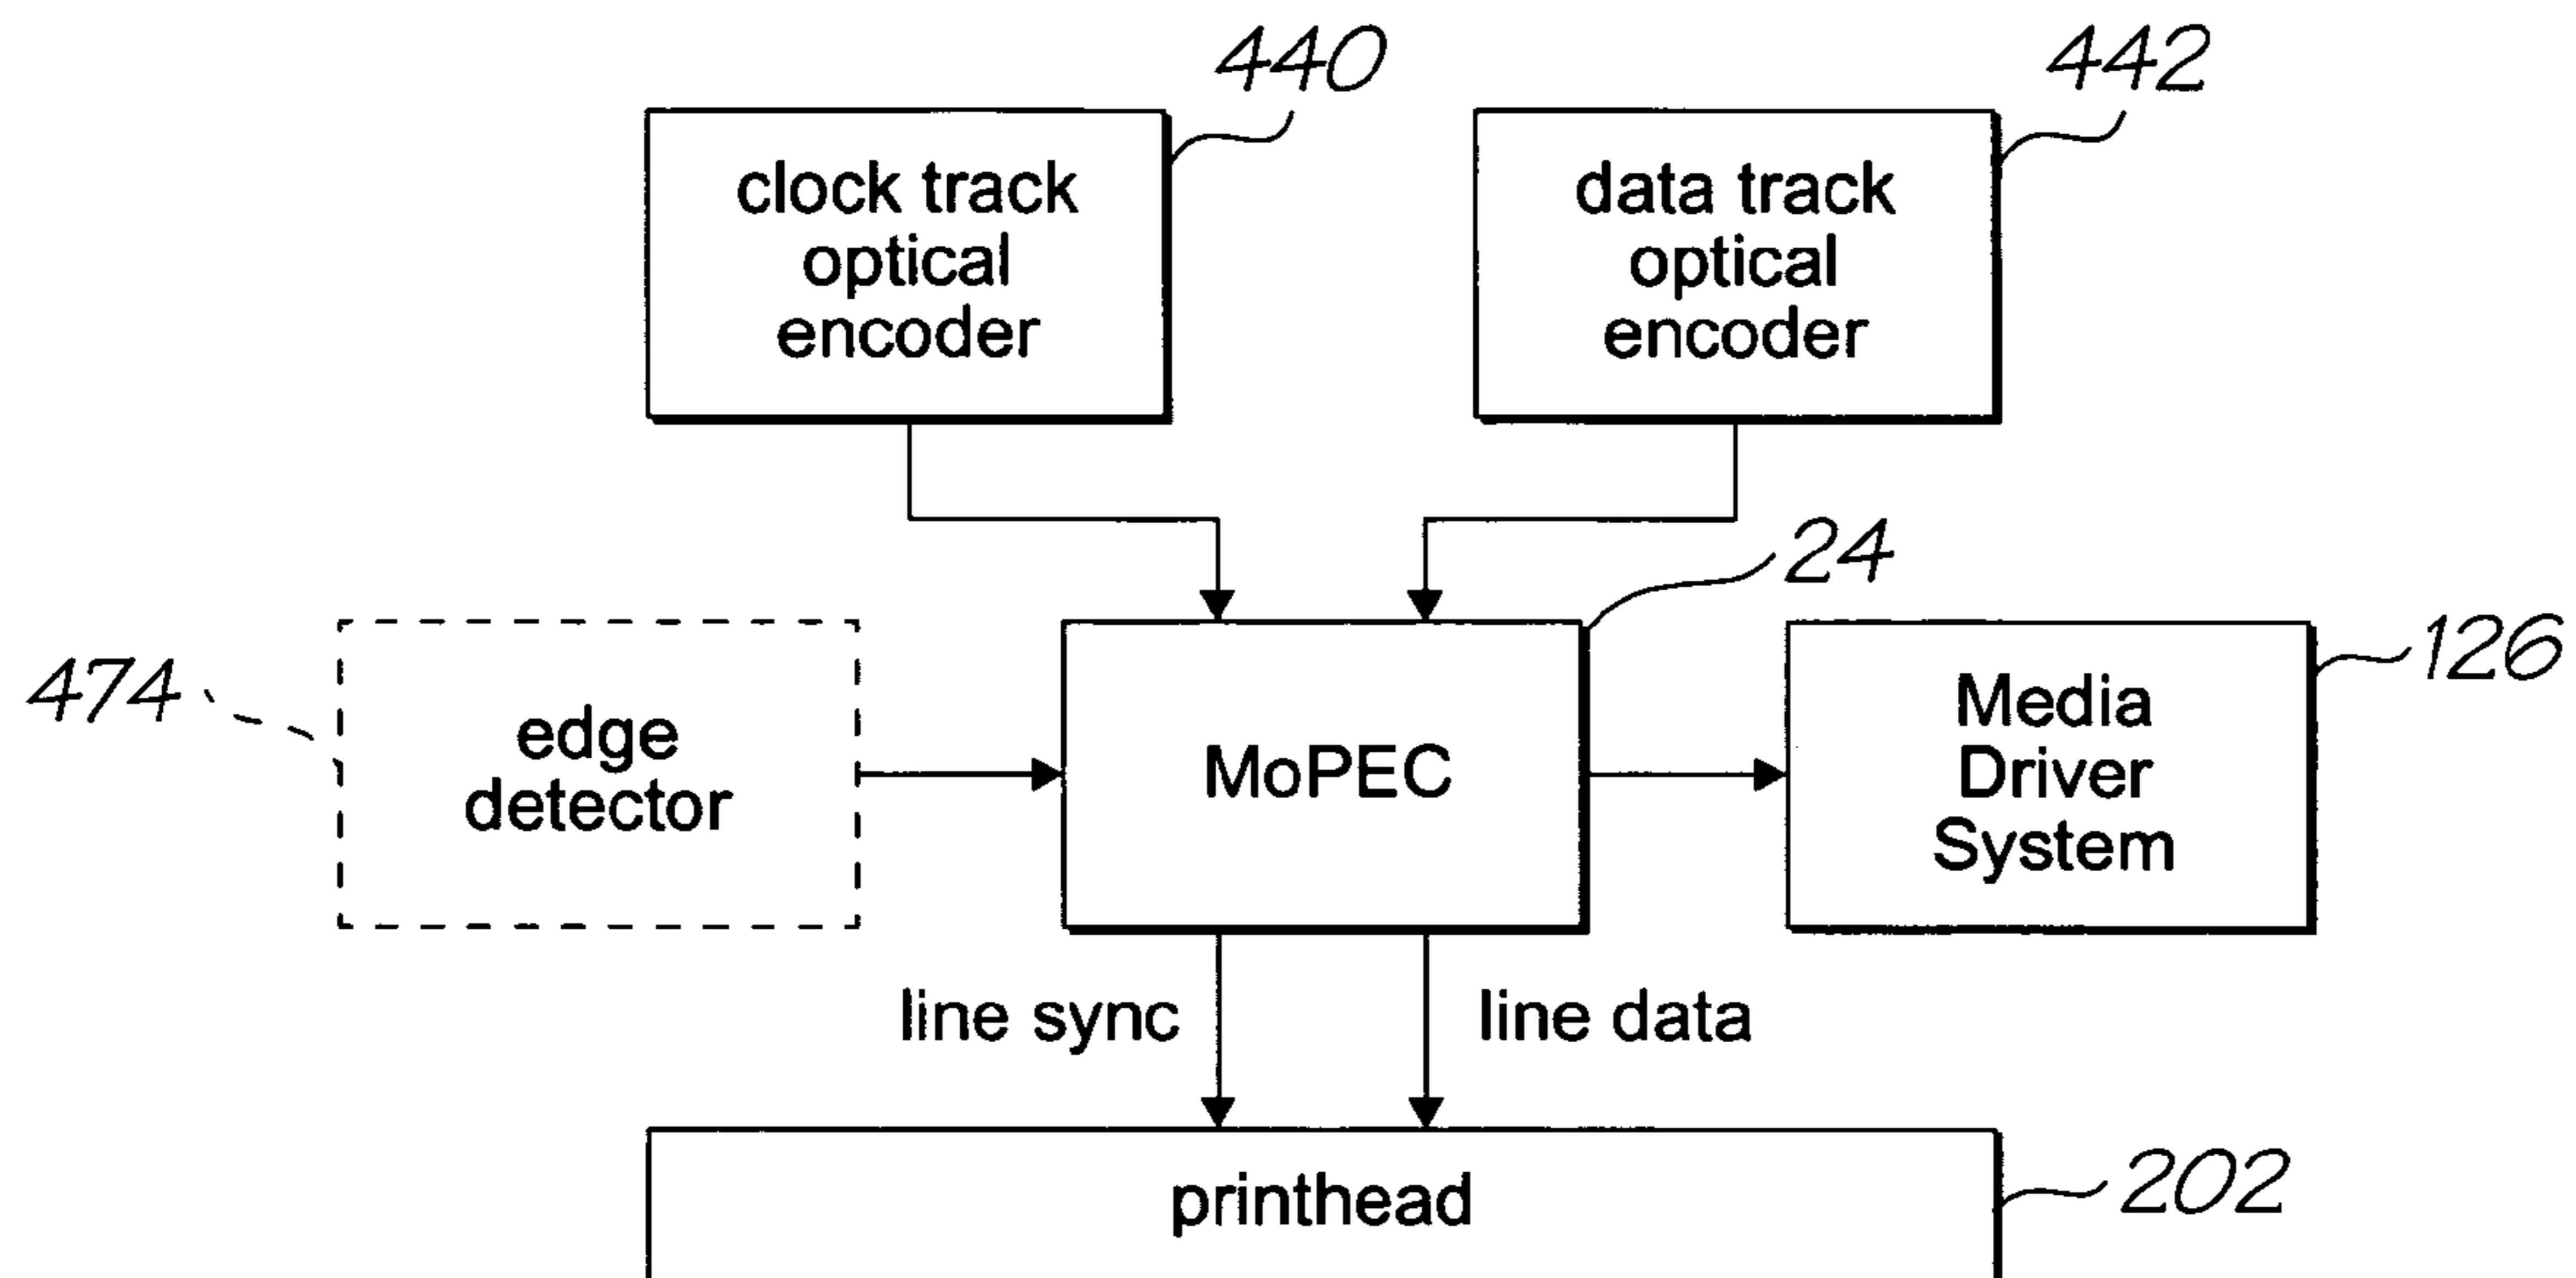 440
442
clock track
optical
encoder
data track
optical
encoder
24
474
126
edge
detector
MoPEC
Media
Driver
System
line sync
line data
printhead
202